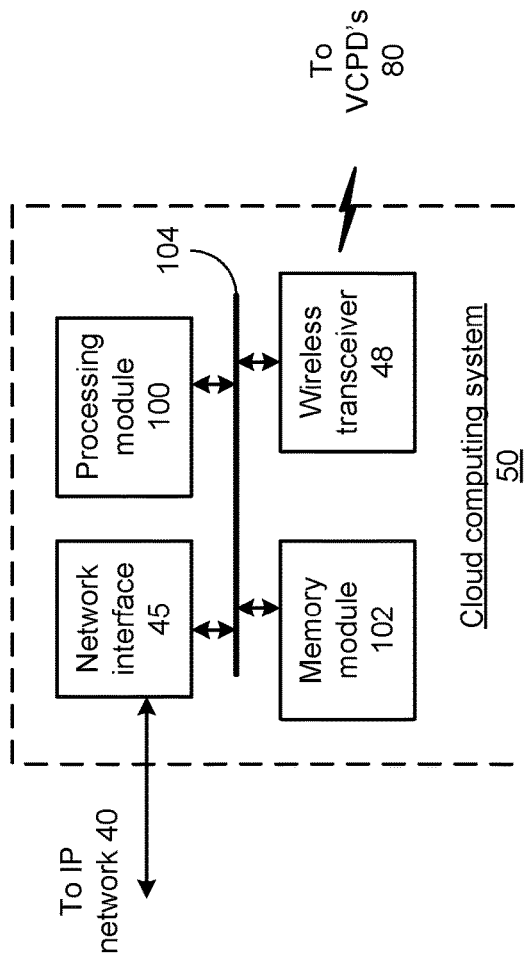 To IP
network 40
Network
interface
45
Processing
module
100
104
Memory
module
102
Wireless
transceiver
48
To
VCPD's
80
Cloud computing system
50